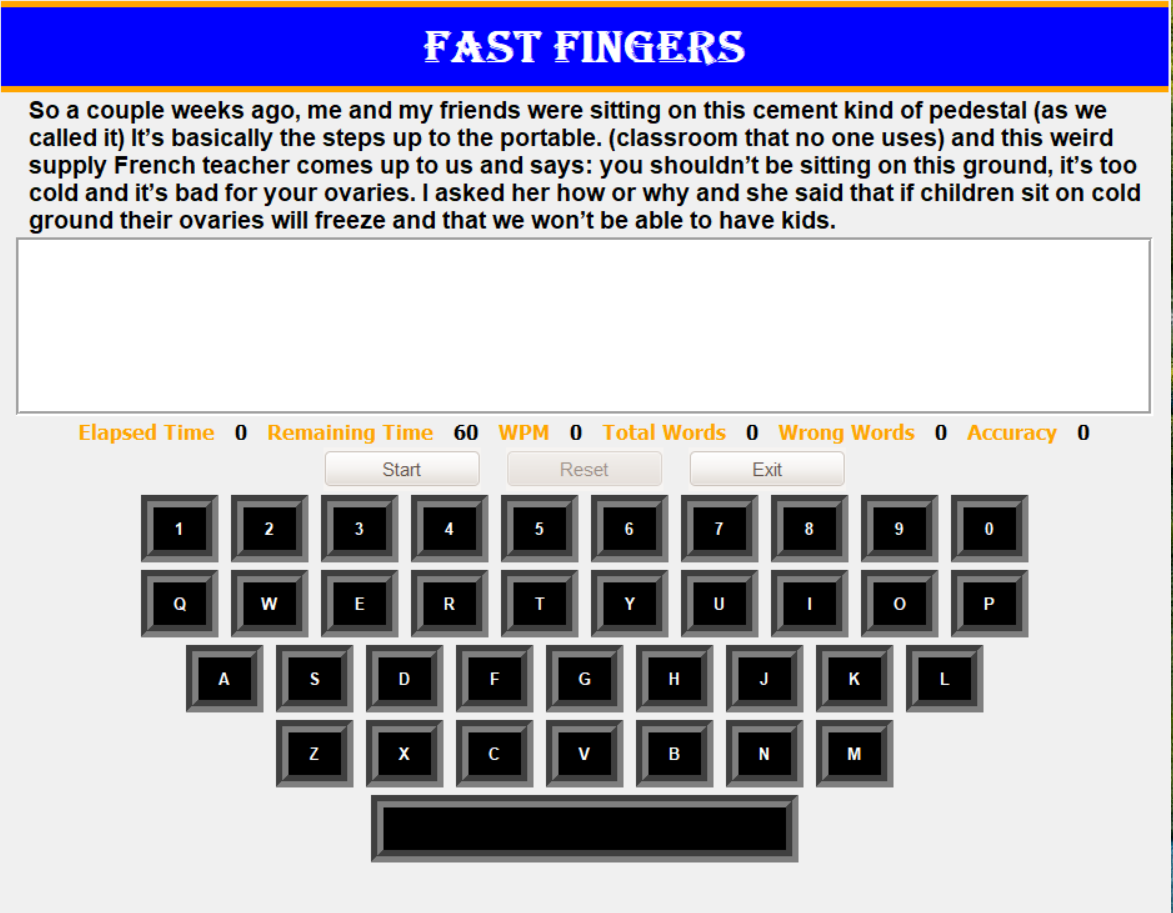 FAST FINGERS
So a couple weeks ago, me and my friends were sitting on this cement kind of pedestal (as we
called it) It’s basically the steps up to the portable. (classroom that no one uses) and this weird
supply French teacher comes up to us and says: you shouldn’t be sitting on this ground, it’s too
cold and it’s bad for your ovaries. I asked her how or why and she said that if children sit on cold
ground their ovaries will freeze and that we won’t be able to have kids.
Elapsed Time 0 Remaining Time 60 WPM 0 Total Words 0 Wrong Words 0 Accuracy 0
Start Reset Exit
1 2 3 4 5 6 7 8 9 0
Q W E R T Y U I O P
A S D F G H J K L
Z X C V B N M